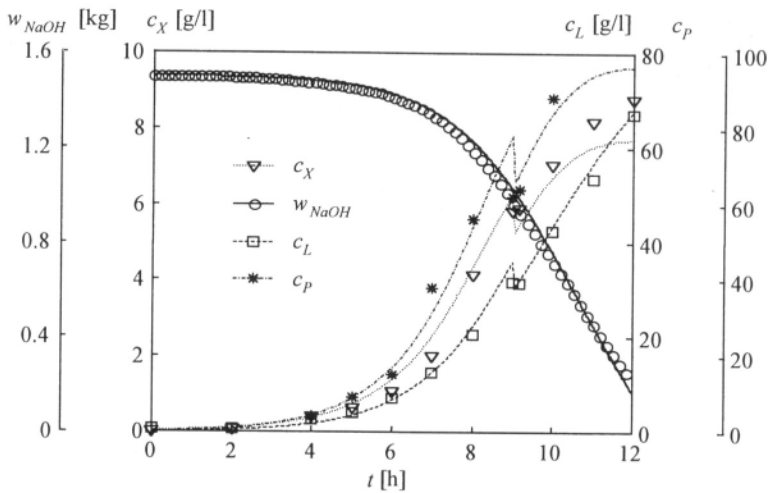 w_NaOH [kg] c_X [g/l] c_L [g/l] c_P
1.6 10 80 100
8 80
1.2 60
6 60
0.8 40
4 40
0.4 20
2 20
0 0 0 0
c_X
w_NaOH
c_L
c_P
0 2 4 6 8 10 12
t [h]